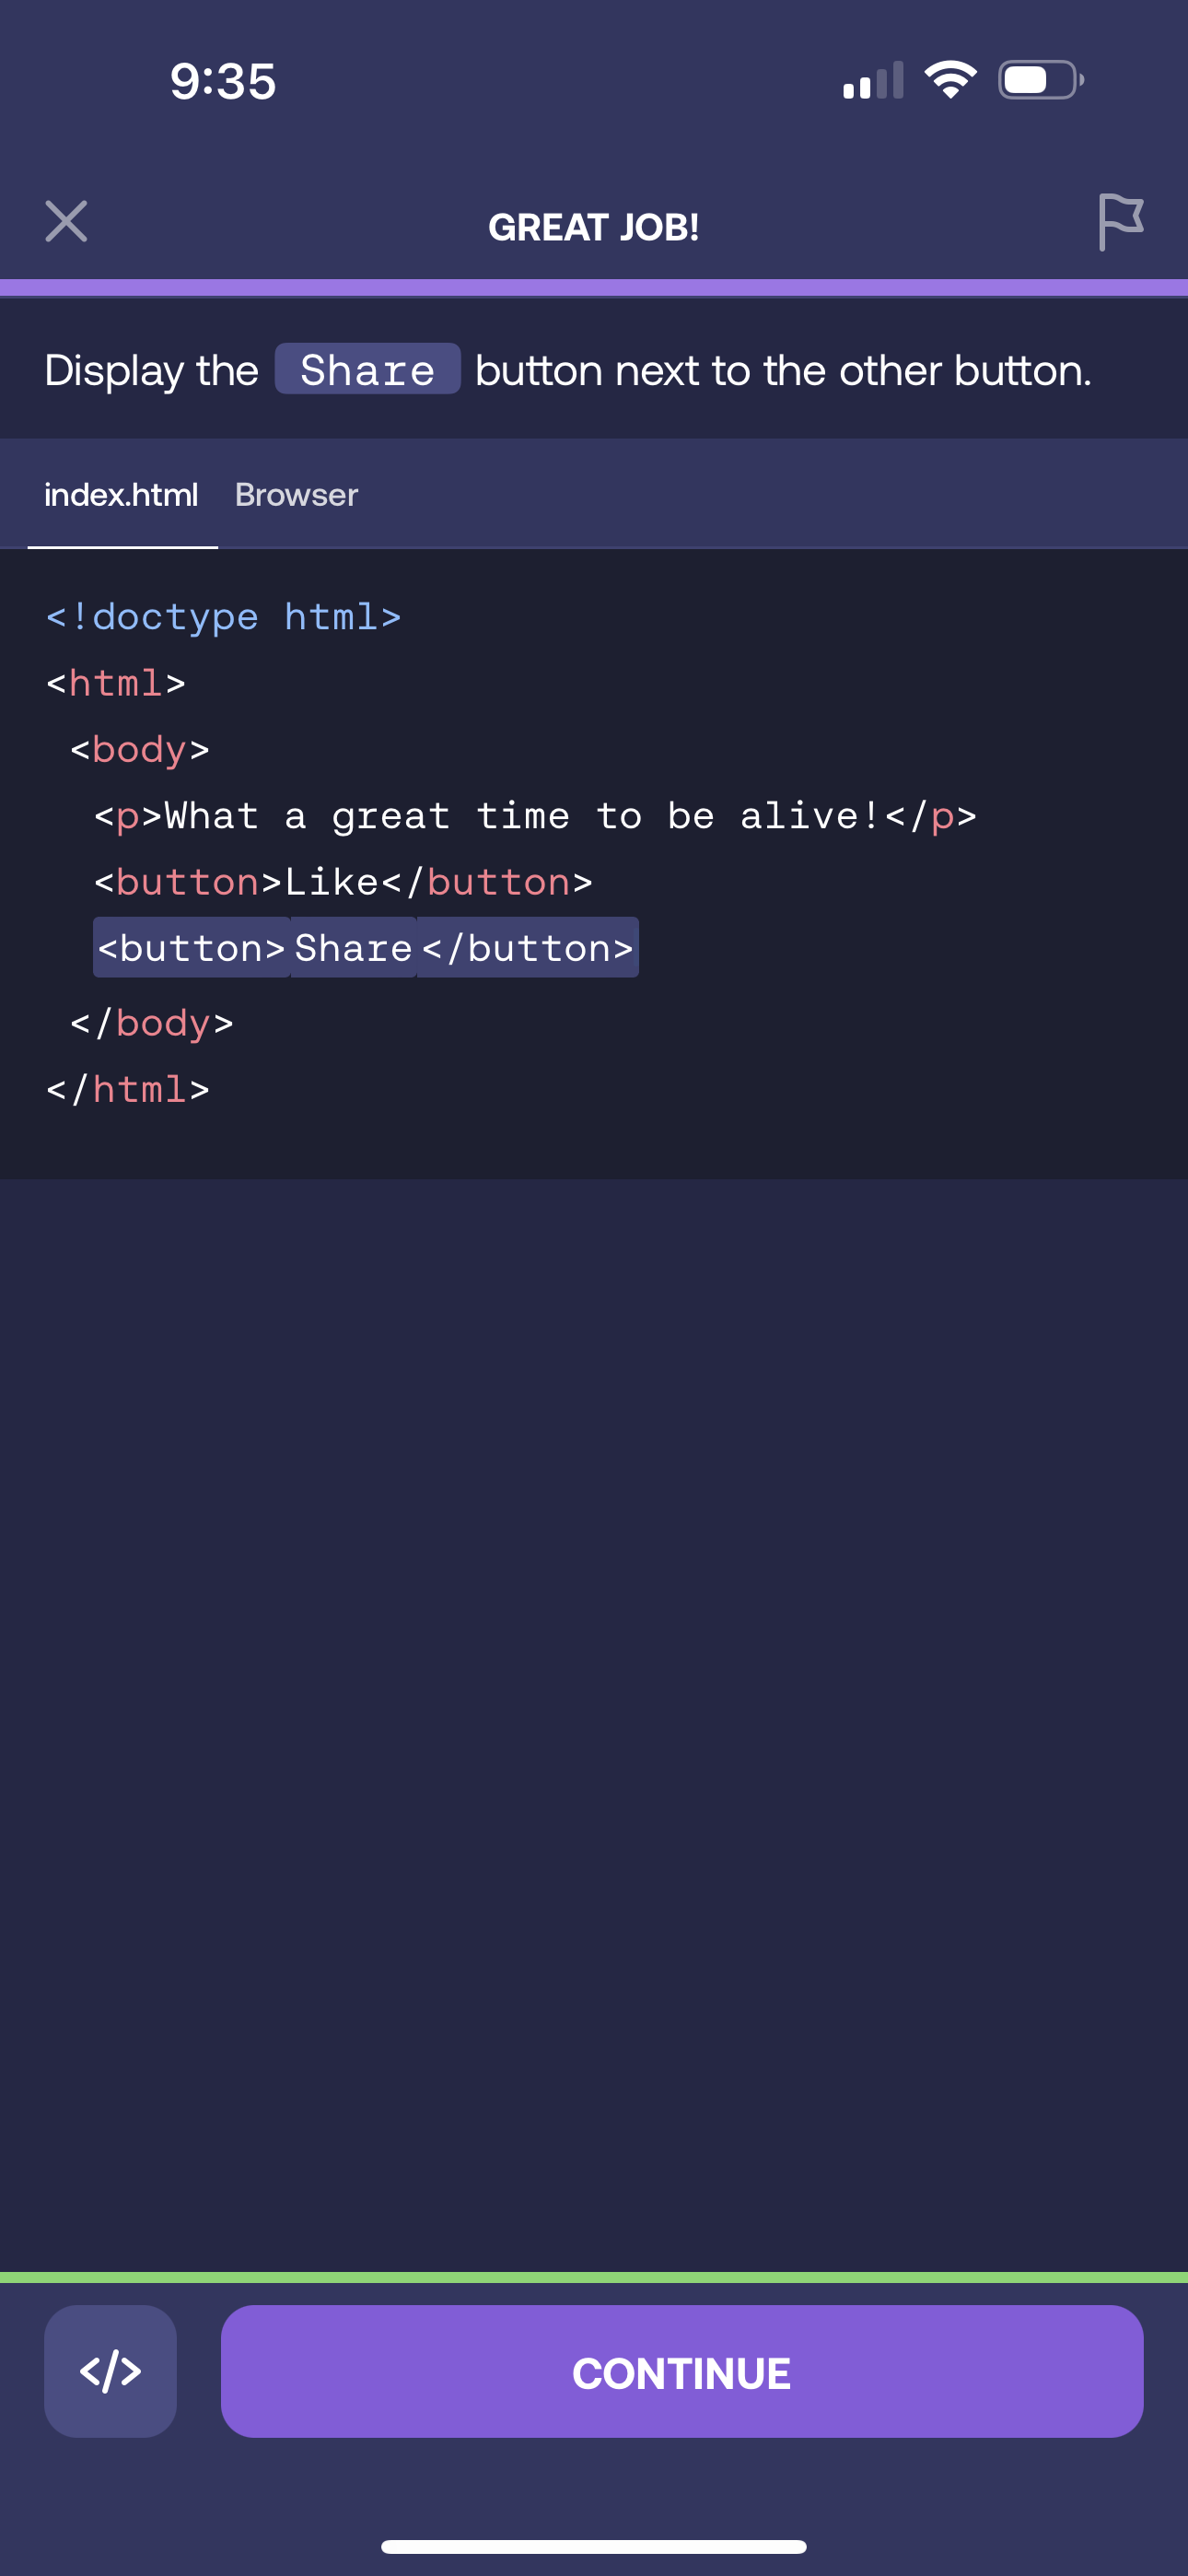 9:35
GREAT JOB!
Display the Share button next to the other button.
index.html Browser
<!doctype html>
<html>
<body>
<p>What a great time to be alive!</p>
<button>Like</button>
<button>Share</button>
</body>
</html>
</>
CONTINUE